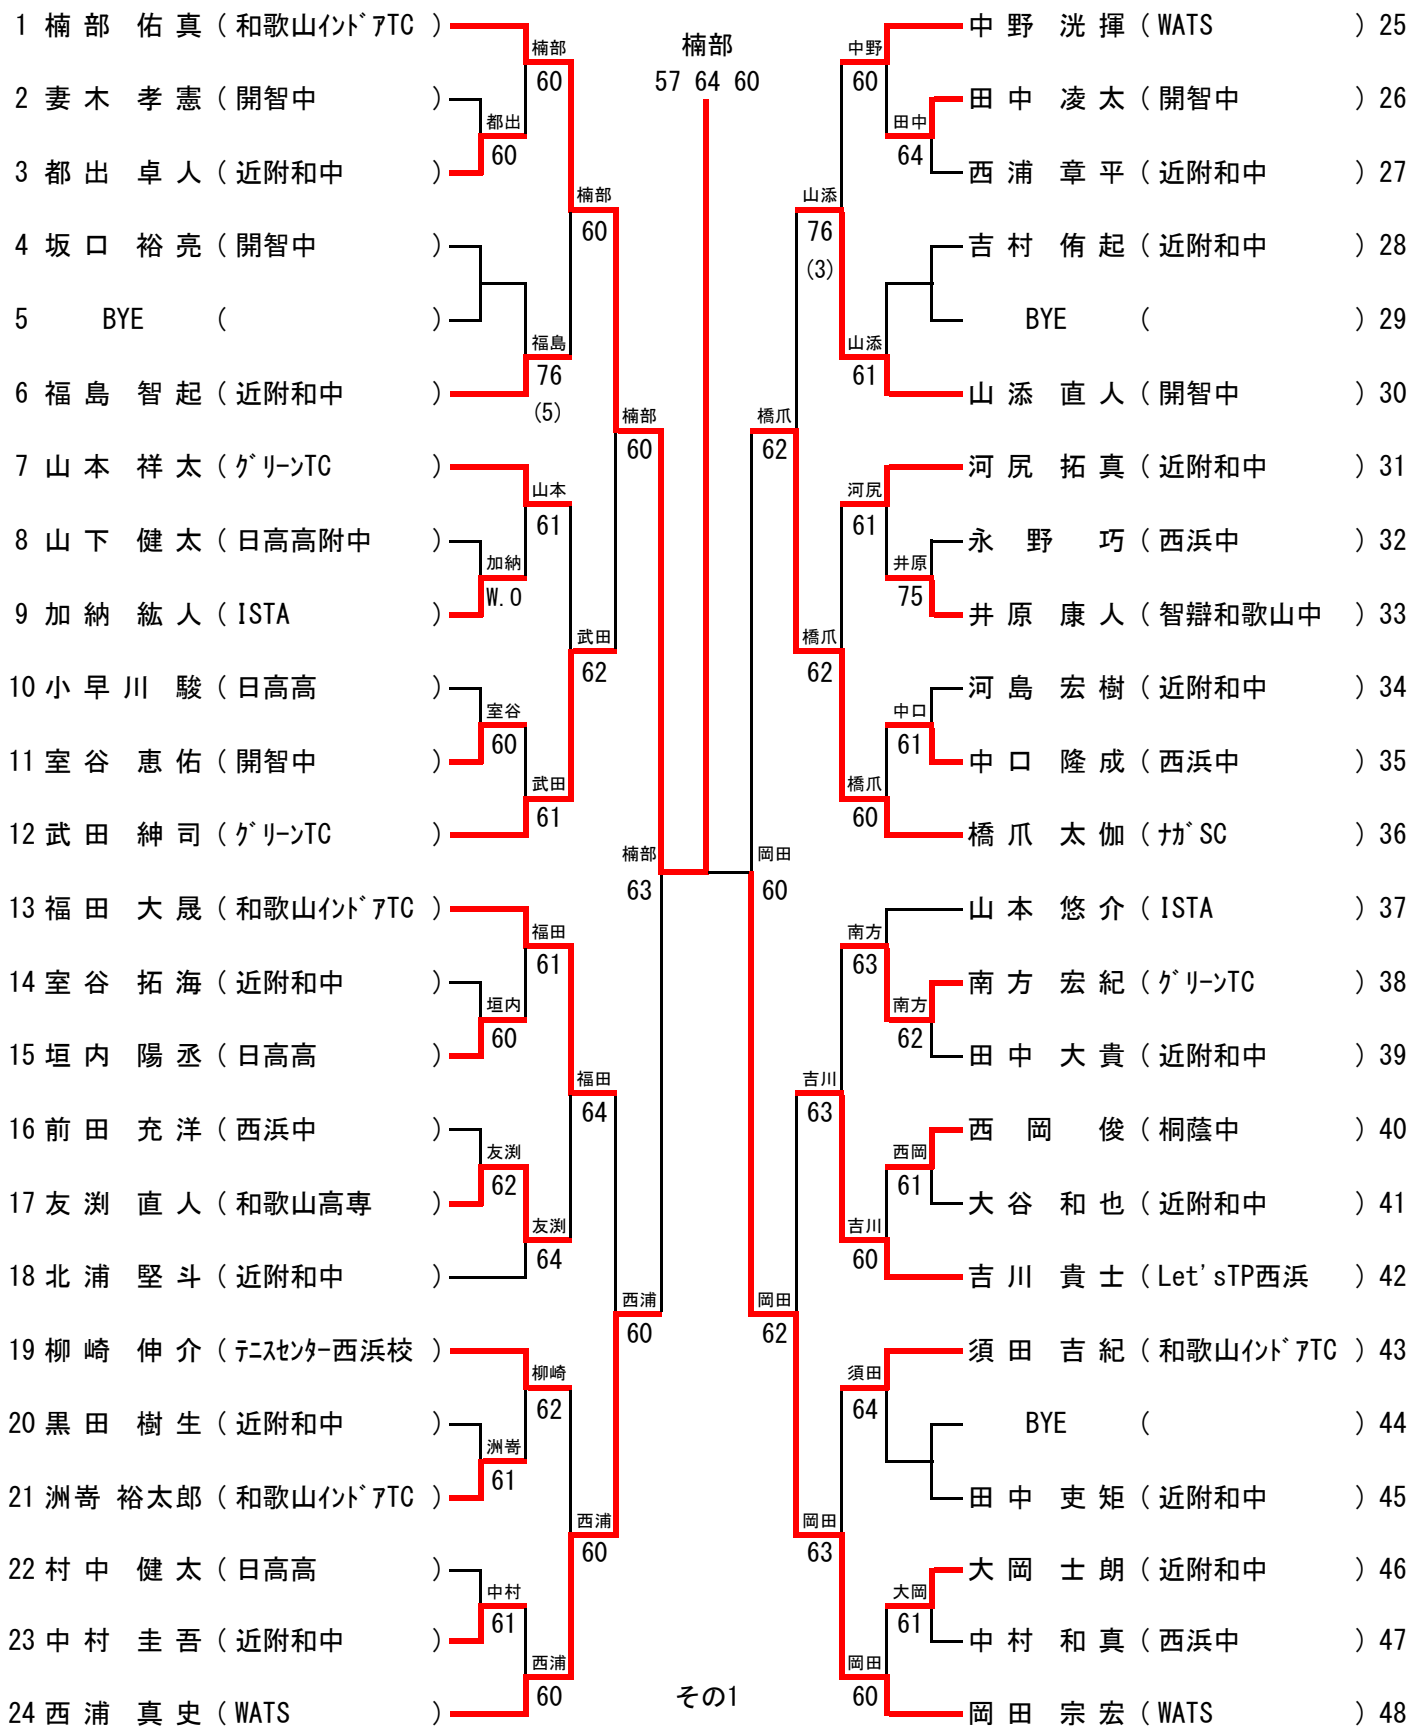 1 楠部 佑真 (和歌山インドアTC)
2 妻木 孝憲 (開智中)
3 都出 卓人 (近附和中)
4 坂口 裕亮 (開智中)
5 BYE ( )
6 福島 智起 (近附和中)
7 山本 祥太 (グリーンTC)
8 山下 健太 (日高高附中)
9 加納 紘人 (ISTA)
10 小早川 駿 (日高高)
11 室谷 恵佑 (開智中)
12 武田 紳司 (グリーンTC)
13 福田 大晟 (和歌山インドアTC)
14 室谷 拓海 (近附和中)
15 垣内 陽丞 (日高高)
16 前田 充洋 (西浜中)
17 友渕 直人 (和歌山高専)
18 北浦 堅斗 (近附和中)
19 柳崎 伸介 (テニスセンター西浜校)
20 黒田 樹生 (近附和中)
21 洲嵜 裕太郎 (和歌山インドアTC)
22 村中 健太 (日高高)
23 中村 圭吾 (近附和中)
24 西浦 真史 (WATS)
都出
60
加納
W.O
室谷
60
垣内
60
友渕
62
洲嵜
61
中村
61
楠部
60
福島
76
(5)
山本
61
武田
61
福田
61
友渕
64
柳崎
62
西浦
60
楠部
60
武田
62
福田
64
西浦
60
楠部
60
西浦
60
楠部
63
楠部
57 64 60
岡田
60
橋爪
62
岡田
62
山添
76
(3)
橋爪
62
吉川
63
岡田
63
中野
60
山添
61
河尻
61
橋爪
60
南方
63
吉川
60
須田
64
岡田
60
田中
64
井原
75
中口
61
南方
62
西岡
61
大岡
61
中野 洸揮 (WATS) 25
田中 凌太 (開智中) 26
西浦 章平 (近附和中) 27
吉村 侑起 (近附和中) 28
BYE ( ) 29
山添 直人 (開智中) 30
河尻 拓真 (近附和中) 31
永野 巧 (西浜中) 32
井原 康人 (智辯和歌山中) 33
河島 宏樹 (近附和中) 34
中口 隆成 (西浜中) 35
橋爪 太伽 (ナガSC) 36
山本 悠介 (ISTA) 37
南方 宏紀 (グリーンTC) 38
田中 大貴 (近附和中) 39
西岡 俊 (桐蔭中) 40
大谷 和也 (近附和中) 41
吉川 貴士 (Let'sTP西浜) 42
須田 吉紀 (和歌山インドアTC) 43
BYE ( ) 44
田中 吏矩 (近附和中) 45
大岡 士朗 (近附和中) 46
中村 和真 (西浜中) 47
岡田 宗宏 (WATS) 48
その1